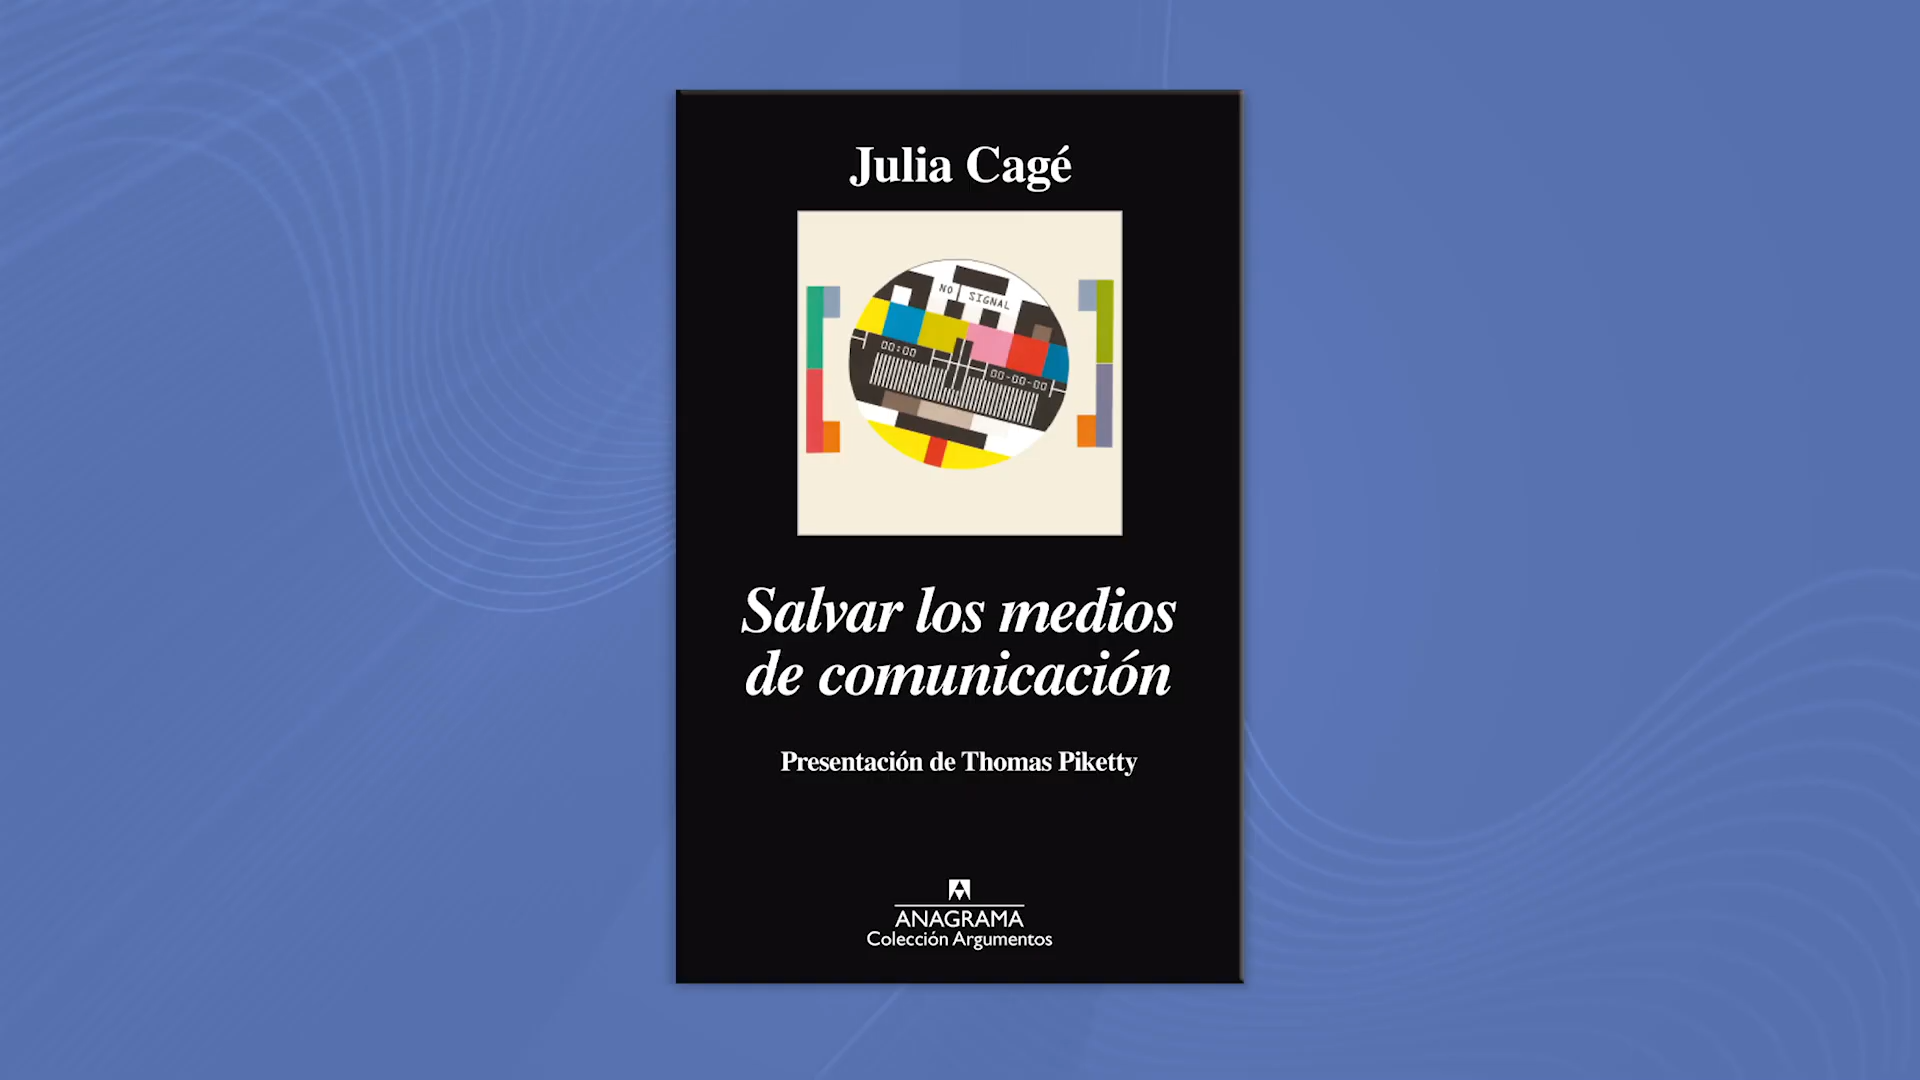 Julia Cagé
NO SIGNAL
00:00
00-00-00
Salvar los medios
de comunicación
Presentación de Thomas Piketty
ANAGRAMA
Colección Argumentos